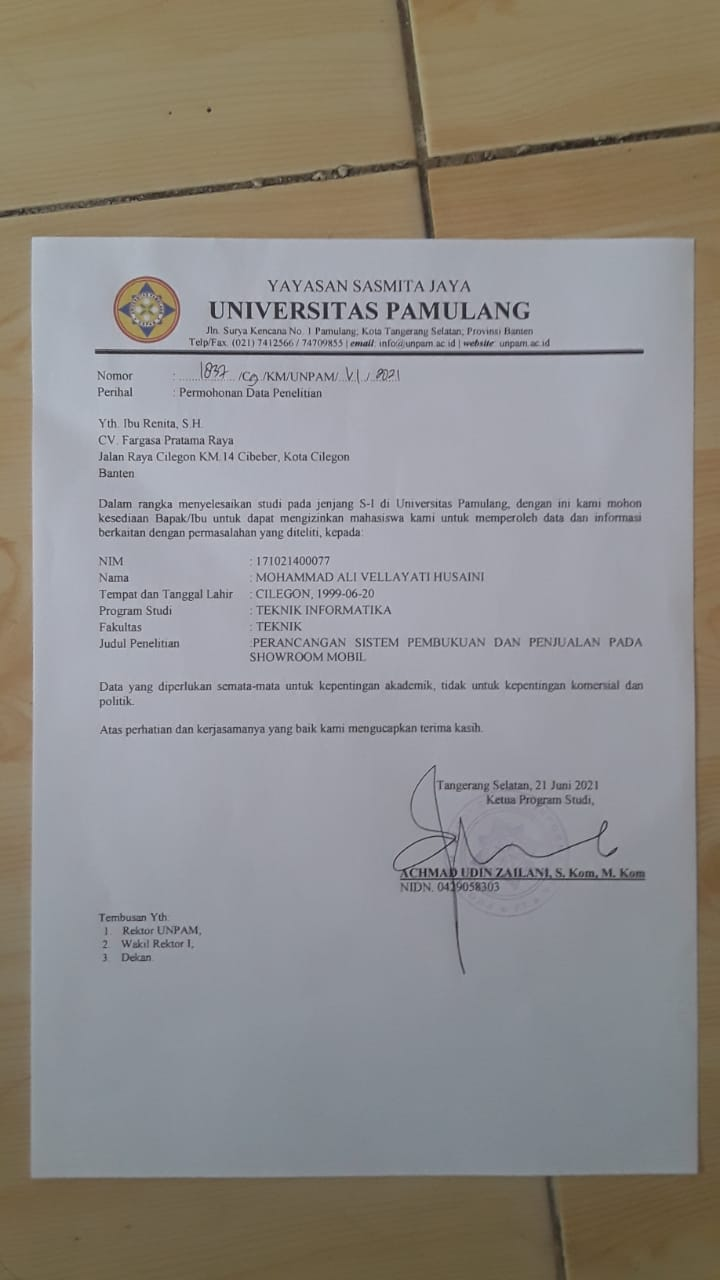 YAYASAN SASMITA JAYA
UNIVERSITAS PAMULANG
Jln. Surya Kencana No. 1 Pamulang; Kota Tangerang Selatan; Provinsi Banten
Telp/Fax. (021) 7412566 / 74709855 | email: info@unpam.ac.id | website: unpam.ac.id
Nomor : ........1837.../C9./KM/UNPAM/..VI./.2021
Perihal : Permohonan Data Penelitian
Yth. Ibu Renita, S.H.
CV. Fargasa Pratama Raya
Jalan Raya Cilegon KM.14 Cibeber, Kota Cilegon
Banten
Dalam rangka menyelesaikan studi pada jenjang S-1 di Universitas Pamulang, dengan ini kami mohon
kesediaan Bapak/Ibu untuk dapat mengizinkan mahasiswa kami untuk memperoleh data dan informasi
berkaitan dengan permasalahan yang diteliti, kepada:
NIM : 171021400077
Nama : MOHAMMAD ALI VELLAYATI HUSAINI
Tempat dan Tanggal Lahir : CILEGON, 1999-06-20
Program Studi : TEKNIK INFORMATIKA
Fakultas : TEKNIK
Judul Penelitian :PERANCANGAN SISTEM PEMBUKUAN DAN PENJUALAN PADA
SHOWROOM MOBIL
Data yang diperlukan semata-mata untuk kepentingan akademik, tidak untuk kepentingan komersial dan
politik.
Atas perhatian dan kerjasamanya yang baik kami mengucapkan terima kasih.
Tangerang Selatan, 21 Juni 2021
Ketua Program Studi,
ACHMAD UDIN ZAILANI, S. Kom, M. Kom
NIDN. 0429058303
Tembusan Yth:
1. Rektor UNPAM,
2. Wakil Rektor I,
3. Dekan.